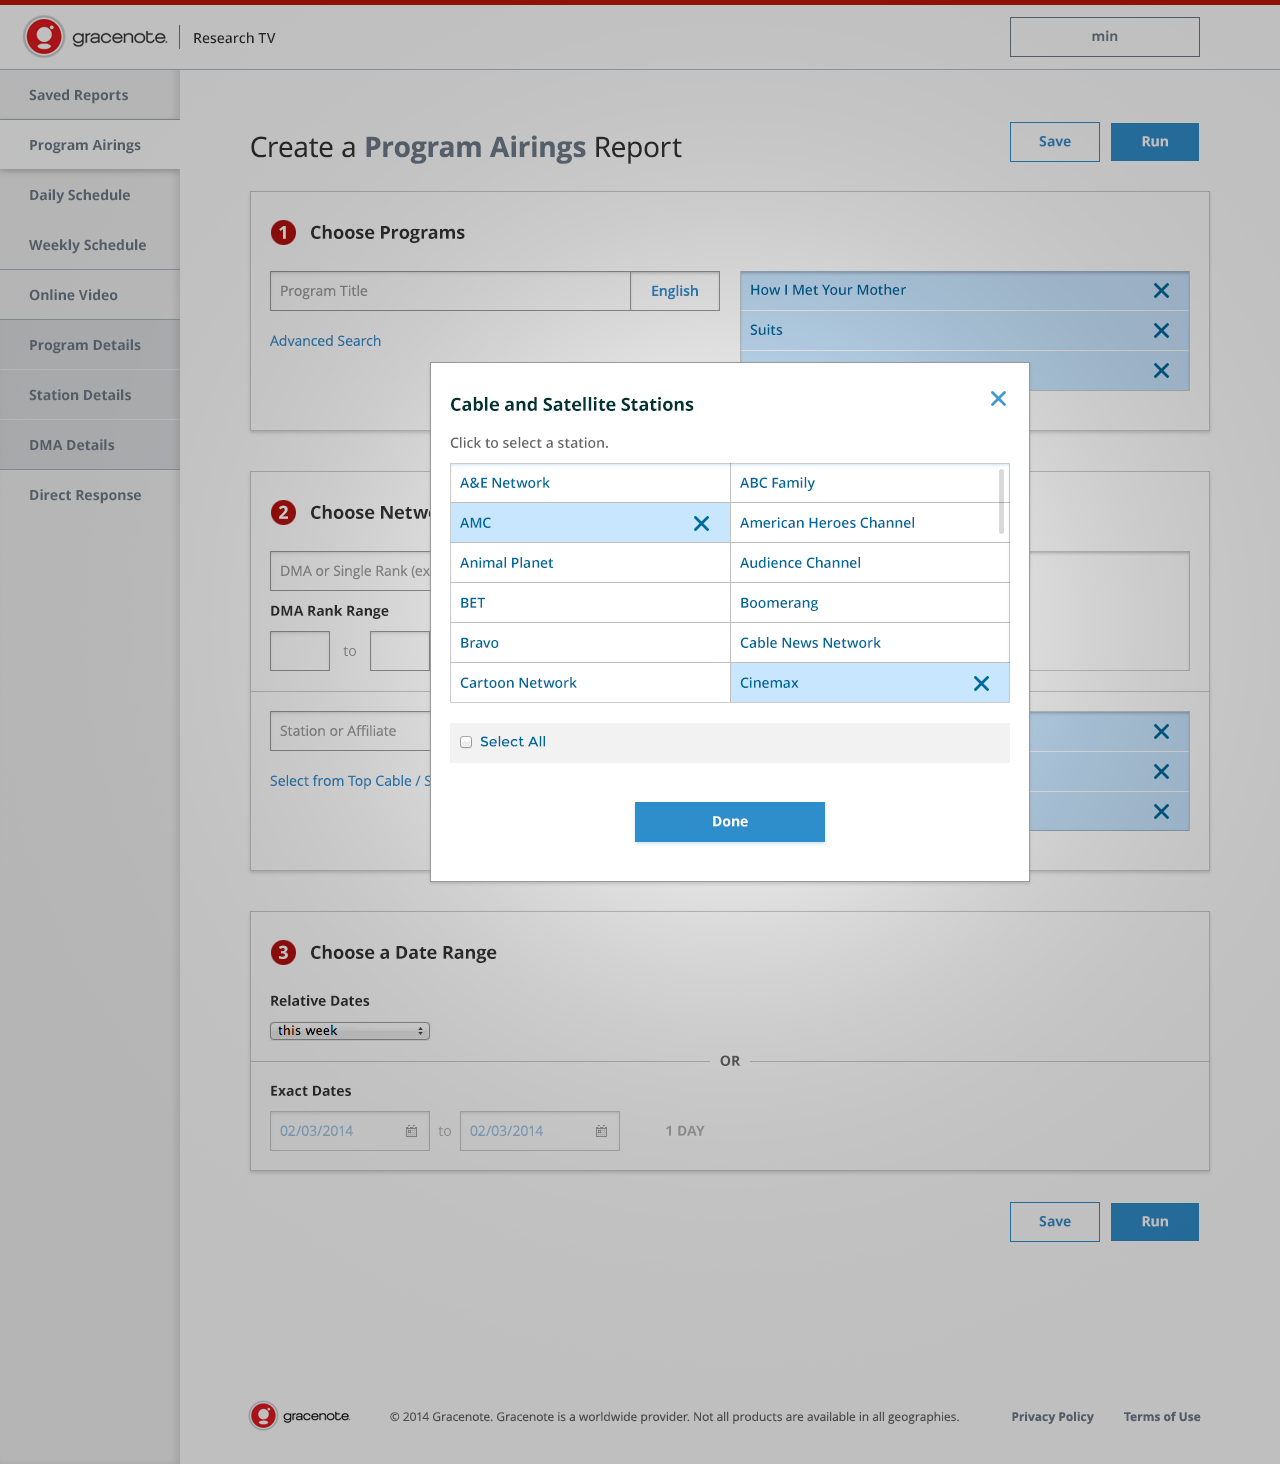 gracenote.
Research TV
min
Saved Reports
Program Airings
Daily Schedule
Weekly Schedule
Online Video
Program Details
Station Details
DMA Details
Direct Response
Create a Program Airings Report
Save
Run
1 Choose Programs
Program Title
English
Advanced Search
How I Met Your Mother
Suits
Cable and Satellite Stations
Click to select a station.
A&E Network
ABC Family
AMC
American Heroes Channel
Animal Planet
Audience Channel
BET
Boomerang
Bravo
Cable News Network
Cartoon Network
Cinemax
Select All
Done
2 Choose Netw
DMA or Single Rank (ex
DMA Rank Range
to
Station or Affiliate
Select from Top Cable / S
3 Choose a Date Range
Relative Dates
this week
OR
Exact Dates
02/03/2014
to
02/03/2014
1 DAY
Save
Run
gracenote.
© 2014 Gracenote. Gracenote is a worldwide provider. Not all products are available in all geographies.
Privacy Policy
Terms of Use